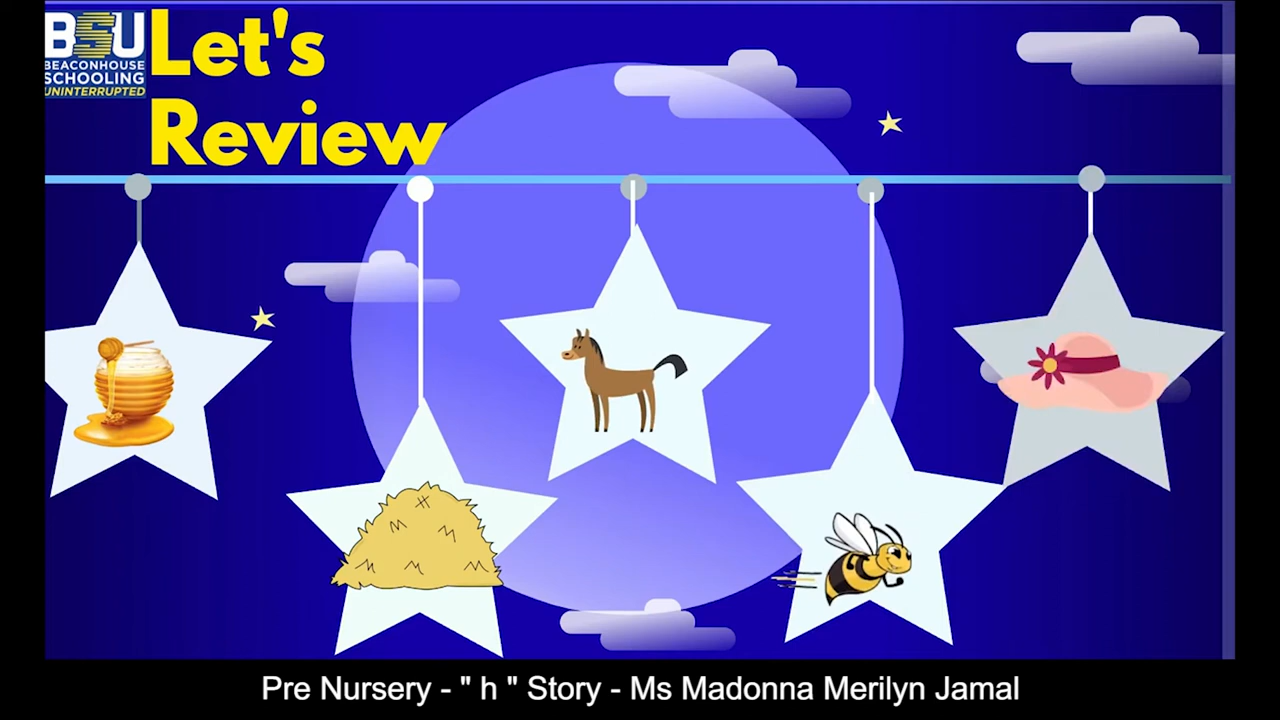 BSU
BEACONHOUSE
SCHOOLING
UNINTERRUPTED
Let's
Review
Pre Nursery - " h " Story - Ms Madonna Merilyn Jamal